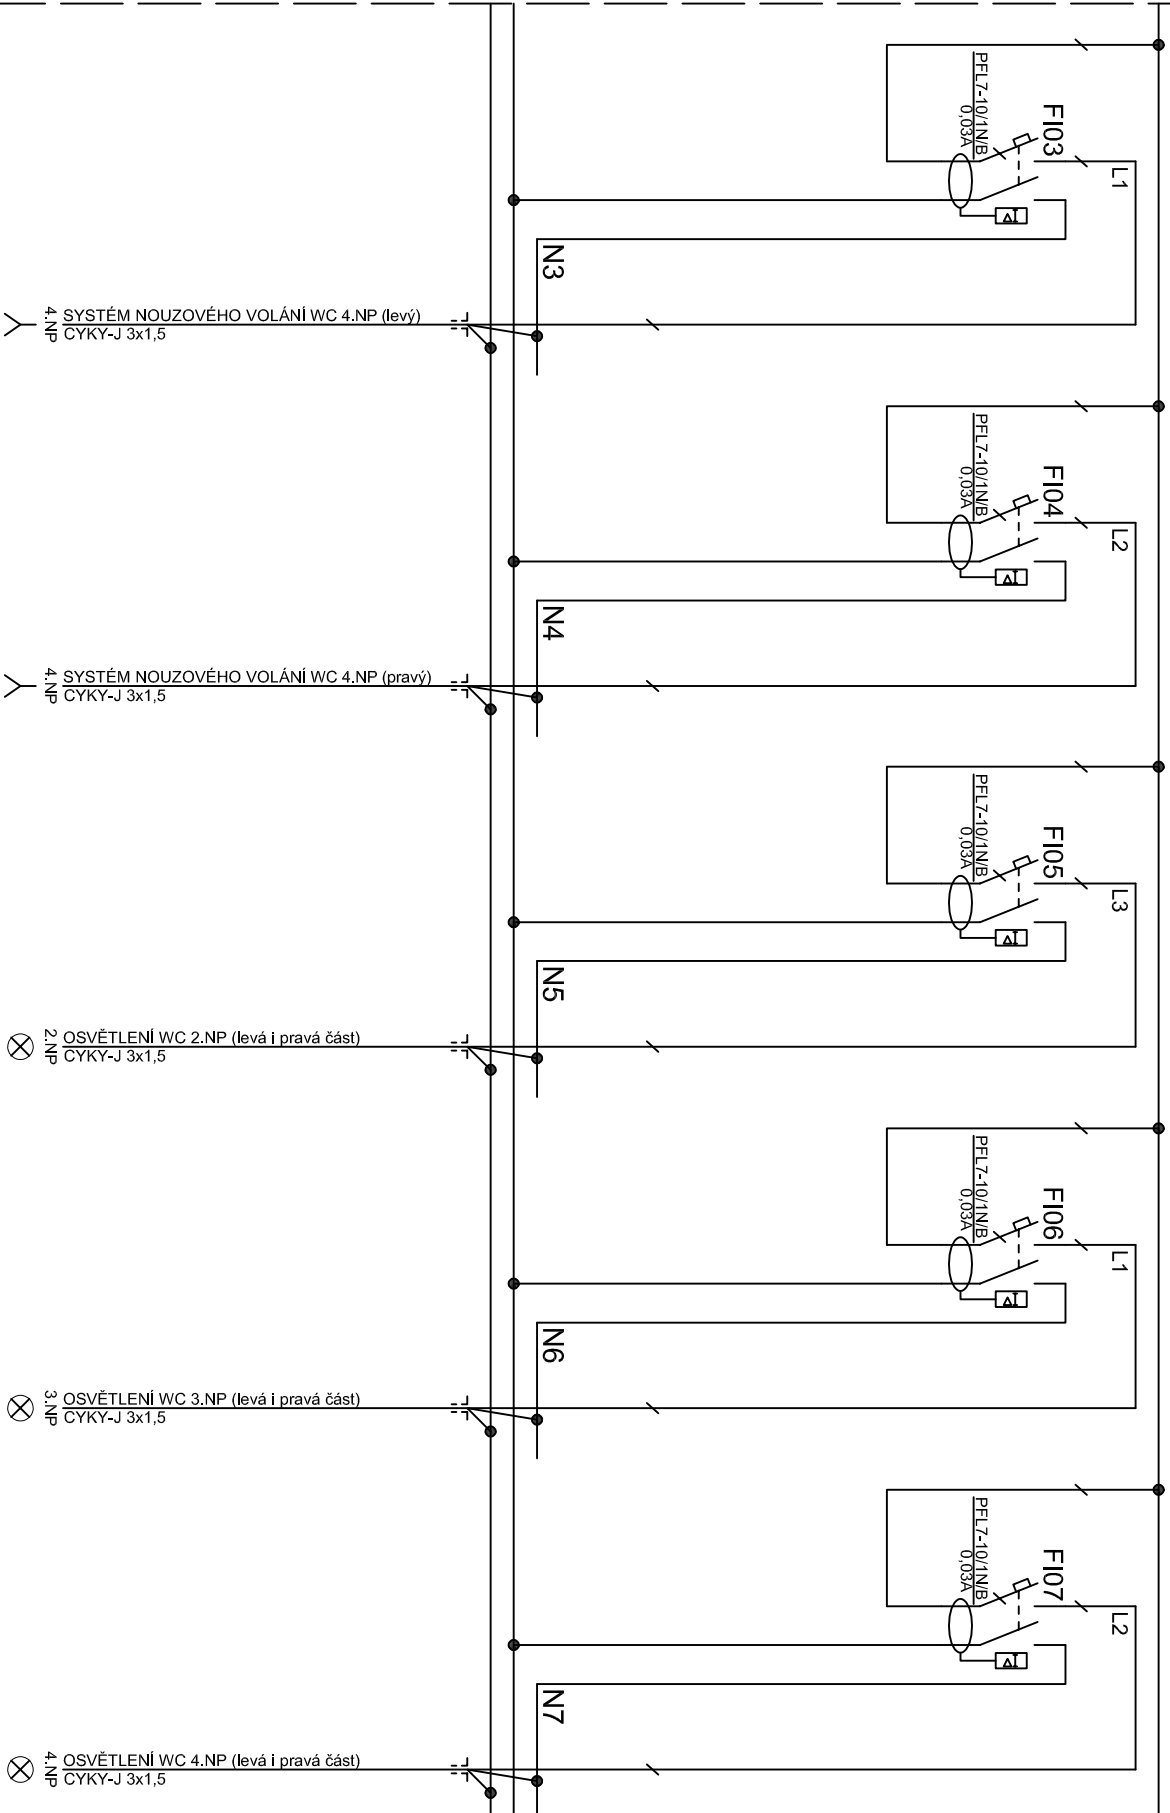 FI03
PFL7-10/1N/B
0,03A
L1
N3
SYSTÉM NOUZOVÉHO VOLÁNÍ WC 4.NP (levý)
CYKY-J 3x1,5
4.NP
FI04
PFL7-10/1N/B
0,03A
L2
N4
SYSTÉM NOUZOVÉHO VOLÁNÍ WC 4.NP (pravý)
CYKY-J 3x1,5
4.NP
FI05
PFL7-10/1N/B
0,03A
L3
N5
OSVĚTLENÍ WC 2.NP (levá i pravá část)
CYKY-J 3x1,5
2.NP
FI06
PFL7-10/1N/B
0,03A
L1
N6
OSVĚTLENÍ WC 3.NP (levá i pravá část)
CYKY-J 3x1,5
3.NP
FI07
PFL7-10/1N/B
0,03A
L2
N7
OSVĚTLENÍ WC 4.NP (levá i pravá část)
CYKY-J 3x1,5
4.NP